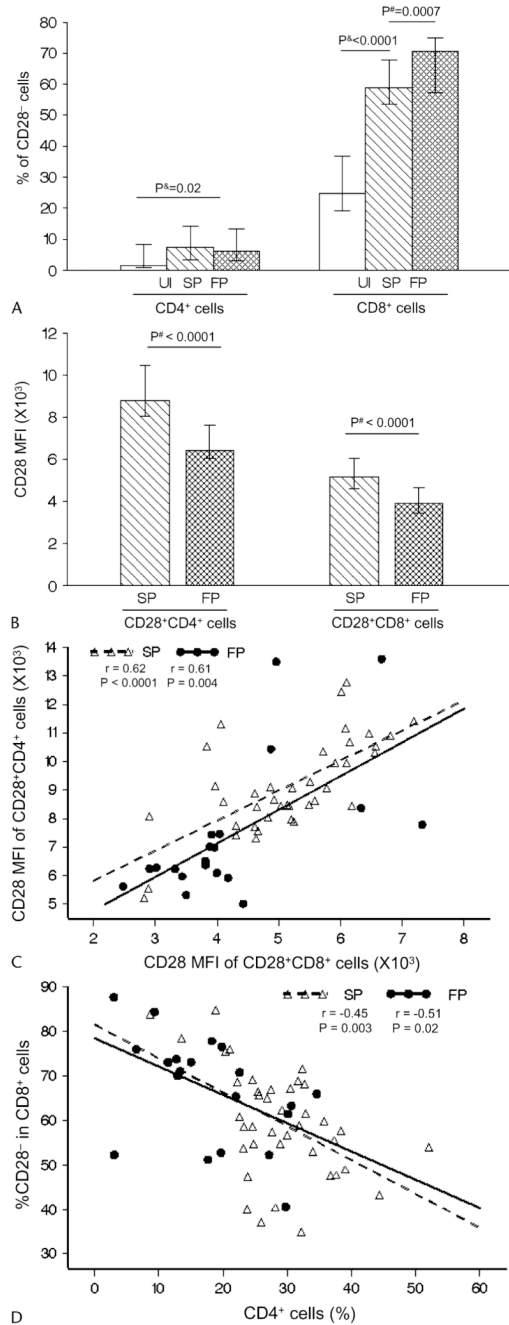 80
70
60
50
40
30
20
10
0
% of CD28⁻ cells
P&=0.02
P&<0.0001
P#=0.0007
UI SP FP
UI SP FP
CD4⁺ cells
CD8⁺ cells
A
12
10
8
6
4
2
0
CD28 MFI (X10³)
P# < 0.0001
P# < 0.0001
SP FP
SP FP
CD28⁺CD4⁺ cells
CD28⁺CD8⁺ cells
B
14
13
12
11
10
9
8
7
6
5
CD28 MFI of CD28⁺CD4⁺ cells (X10³)
SP FP
r = 0.62 r = 0.61
P < 0.0001 P = 0.004
2 3 4 5 6 7 8
C
CD28 MFI of CD28⁺CD8⁺ cells (X10³)
90
80
70
60
50
40
30
%CD28⁻ in CD8⁺ cells
SP FP
r = -0.45 r = -0.51
P = 0.003 P = 0.02
0 10 20 30 40 50 60
D
CD4⁺ cells (%)